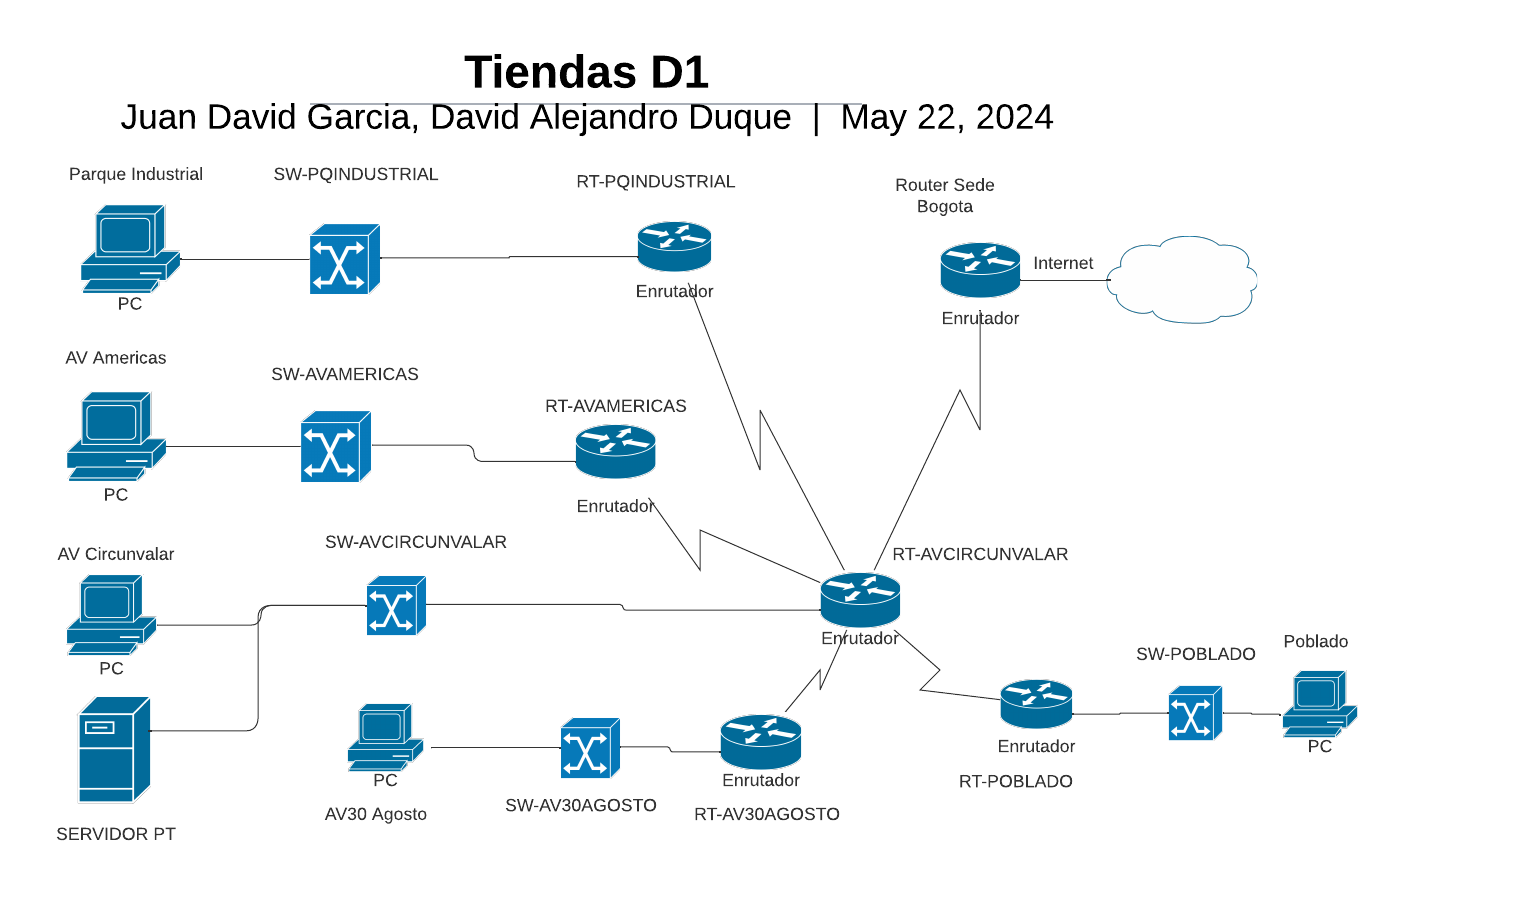 Tiendas D1
Juan David Garcia, David Alejandro Duque | May 22, 2024
Parque Industrial
SW-PQINDUSTRIAL
RT-PQINDUSTRIAL
Router Sede
Bogota
Internet
PC
Enrutador
Enrutador
AV Americas
SW-AVAMERICAS
RT-AVAMERICAS
PC
Enrutador
AV Circunvalar
SW-AVCIRCUNVALAR
RT-AVCIRCUNVALAR
PC
Enrutador
SW-POBLADO
Poblado
Enrutador
PC
RT-POBLADO
PC
Enrutador
AV30 Agosto
SW-AV30AGOSTO
RT-AV30AGOSTO
SERVIDOR PT